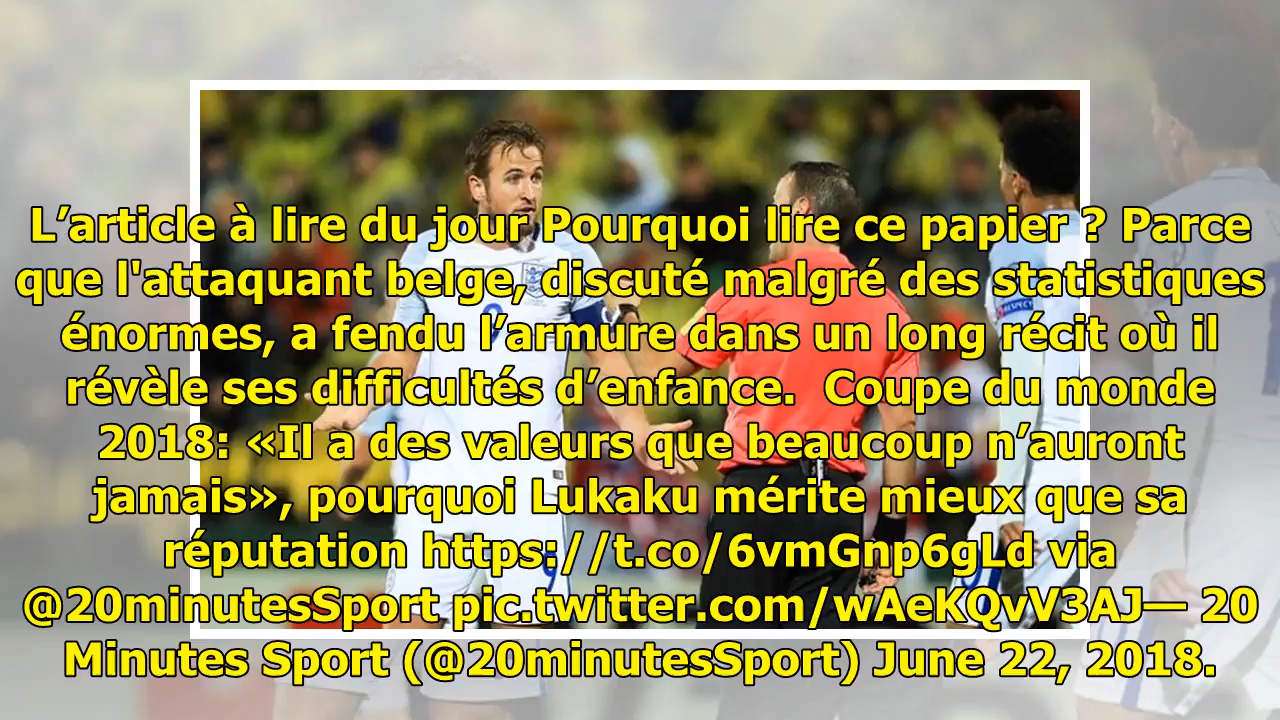 L’article à lire du jour Pourquoi lire ce papier ? Parce
que l'attaquant belge, discuté malgré des statistiques
énormes, a fendu l’armure dans un long récit où il
révèle ses difficultés d’enfance.  Coupe du monde
2018: «Il a des valeurs que beaucoup n’auront
jamais», pourquoi Lukaku mérite mieux que sa
réputation https://t.co/6vmGnp6gLd via
@20minutesSport pic.twitter.com/wAeKQvV3AJ— 20
Minutes Sport (@20minutesSport) June 22, 2018.
RESPECT
9
9